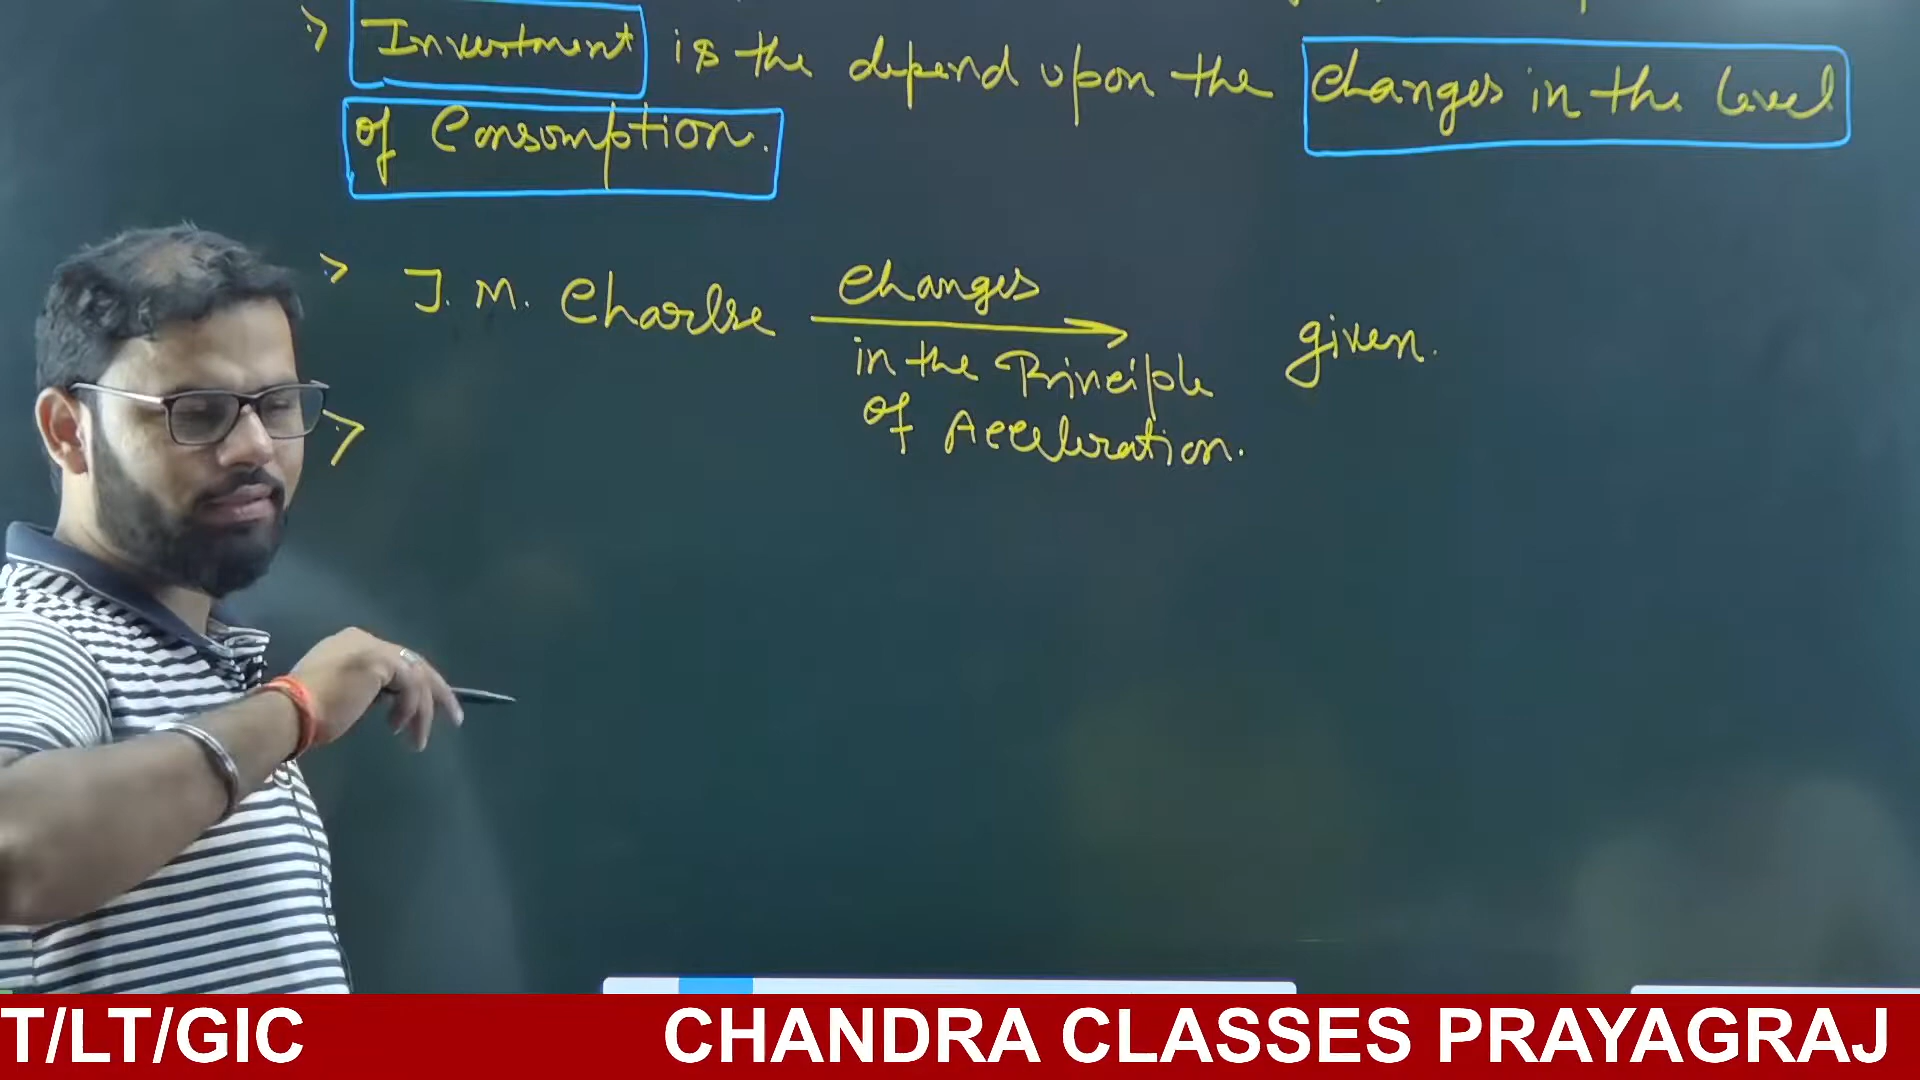 Investment is the depend upon the changes in the level
of Consumption.
J. M. Charlse changes given.
in the Principle
of Acceleration.
T/LT/GIC CHANDRA CLASSES PRAYAGRAJ